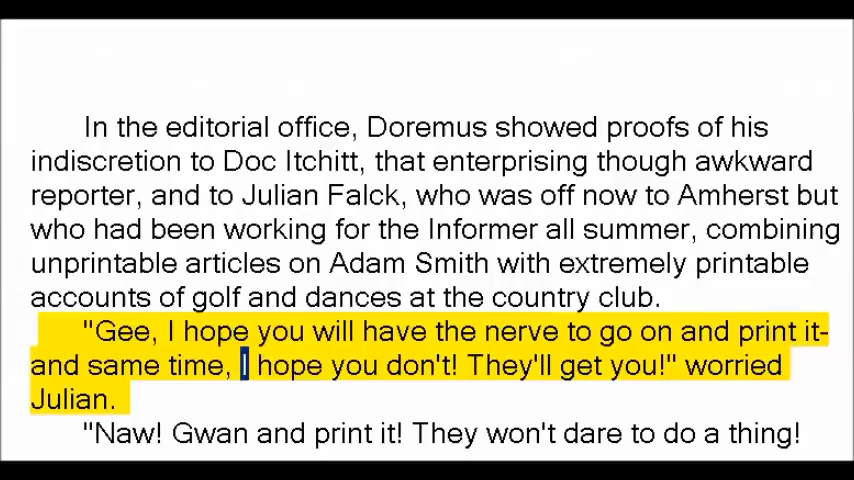 In the editorial office, Doremus showed proofs of his
indiscretion to Doc Itchitt, that enterprising though awkward
reporter, and to Julian Falck, who was off now to Amherst but
who had been working for the Informer all summer, combining
unprintable articles on Adam Smith with extremely printable
accounts of golf and dances at the country club.
"Gee, I hope you will have the nerve to go on and print it-
and same time, I hope you don't! They'll get you!" worried
Julian.
"Naw! Gwan and print it! They won't dare to do a thing!